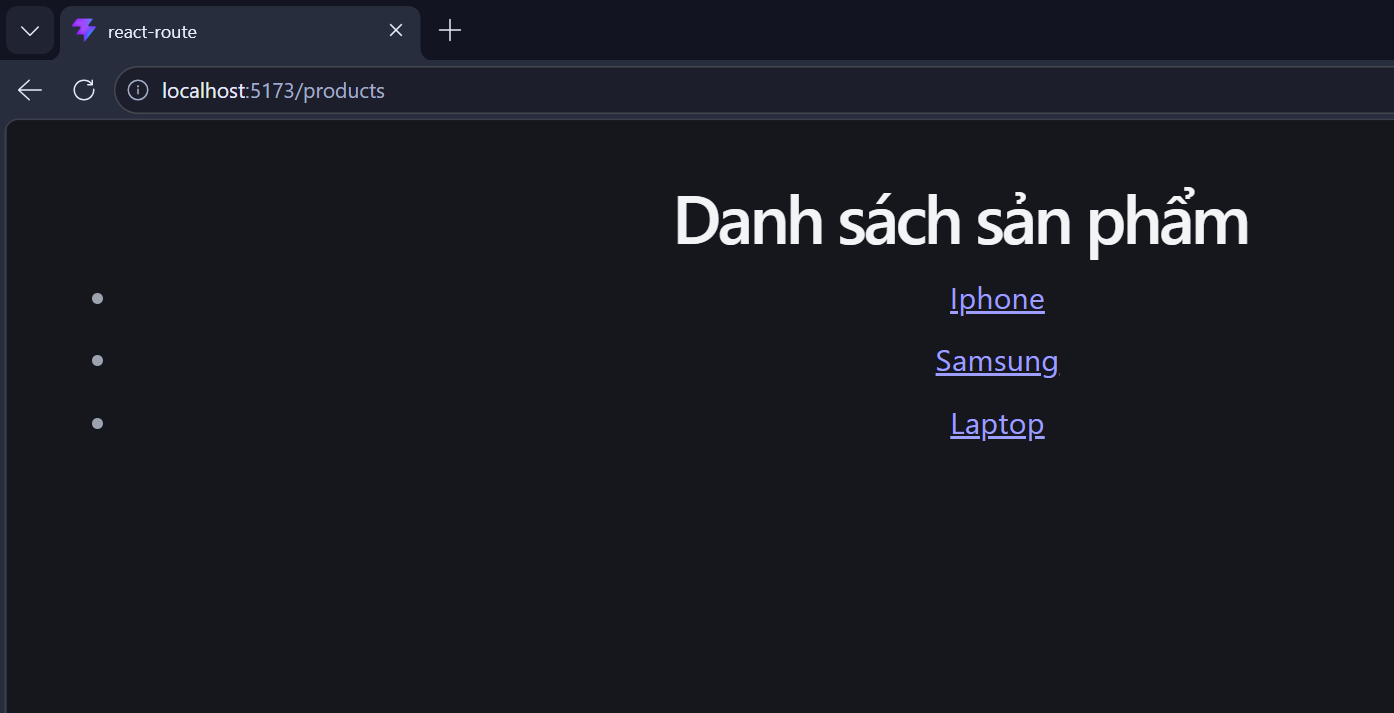 react-route
localhost:5173/products
Danh sách sản phẩm
Iphone
Samsung
Laptop